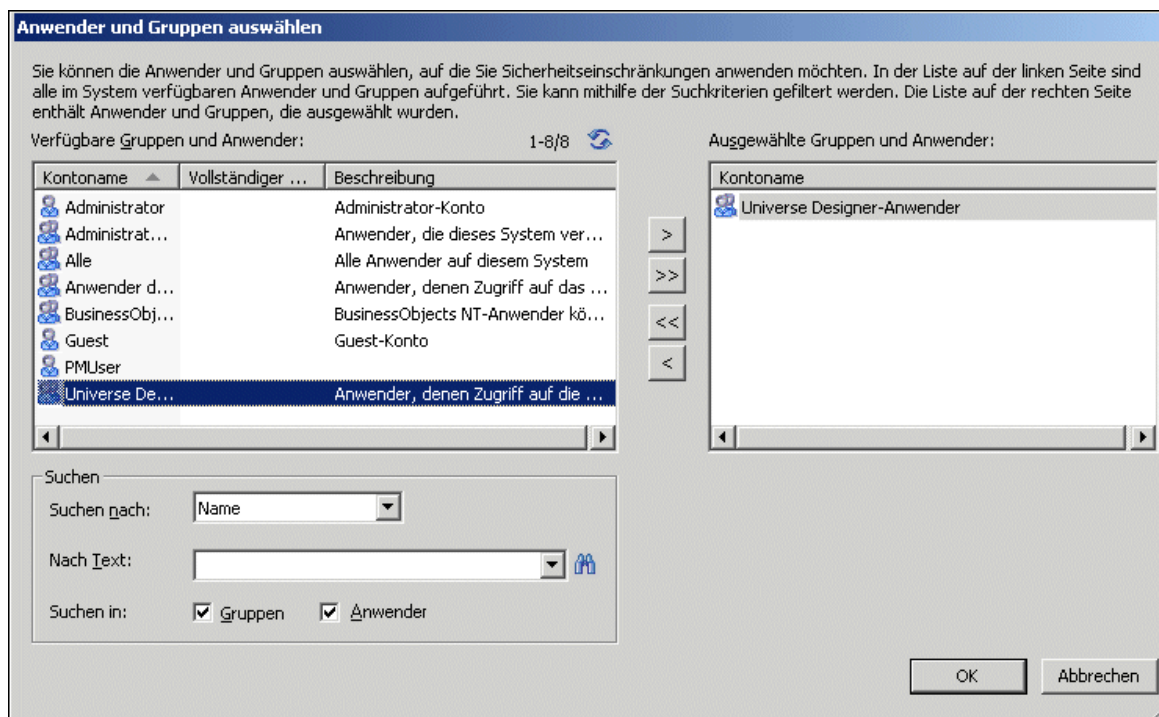 Anwender und Gruppen auswählen
Sie können die Anwender und Gruppen auswählen, auf die Sie Sicherheitseinschränkungen anwenden möchten. In der Liste auf der linken Seite sind
alle im System verfügbaren Anwender und Gruppen aufgeführt. Sie kann mithilfe der Suchkriterien gefiltert werden. Die Liste auf der rechten Seite
enthält Anwender und Gruppen, die ausgewählt wurden.
Verfügbare Gruppen und Anwender: 1-8/8
Kontoname Vollständiger ... Beschreibung
Administrator Administrator-Konto
Administrat... Anwender, die dieses System ver...
Alle Alle Anwender auf diesem System
Anwender d... Anwender, denen Zugriff auf das ...
BusinessObj... BusinessObjects NT-Anwender kö...
Guest Guest-Konto
PMUser
Universe De... Anwender, denen Zugriff auf die ...
>
>>
<<
<
Ausgewählte Gruppen und Anwender:
Kontoname
Universe Designer-Anwender
Suchen
Suchen nach: Name
Nach Text:
Suchen in: Gruppen Anwender
OK Abbrechen